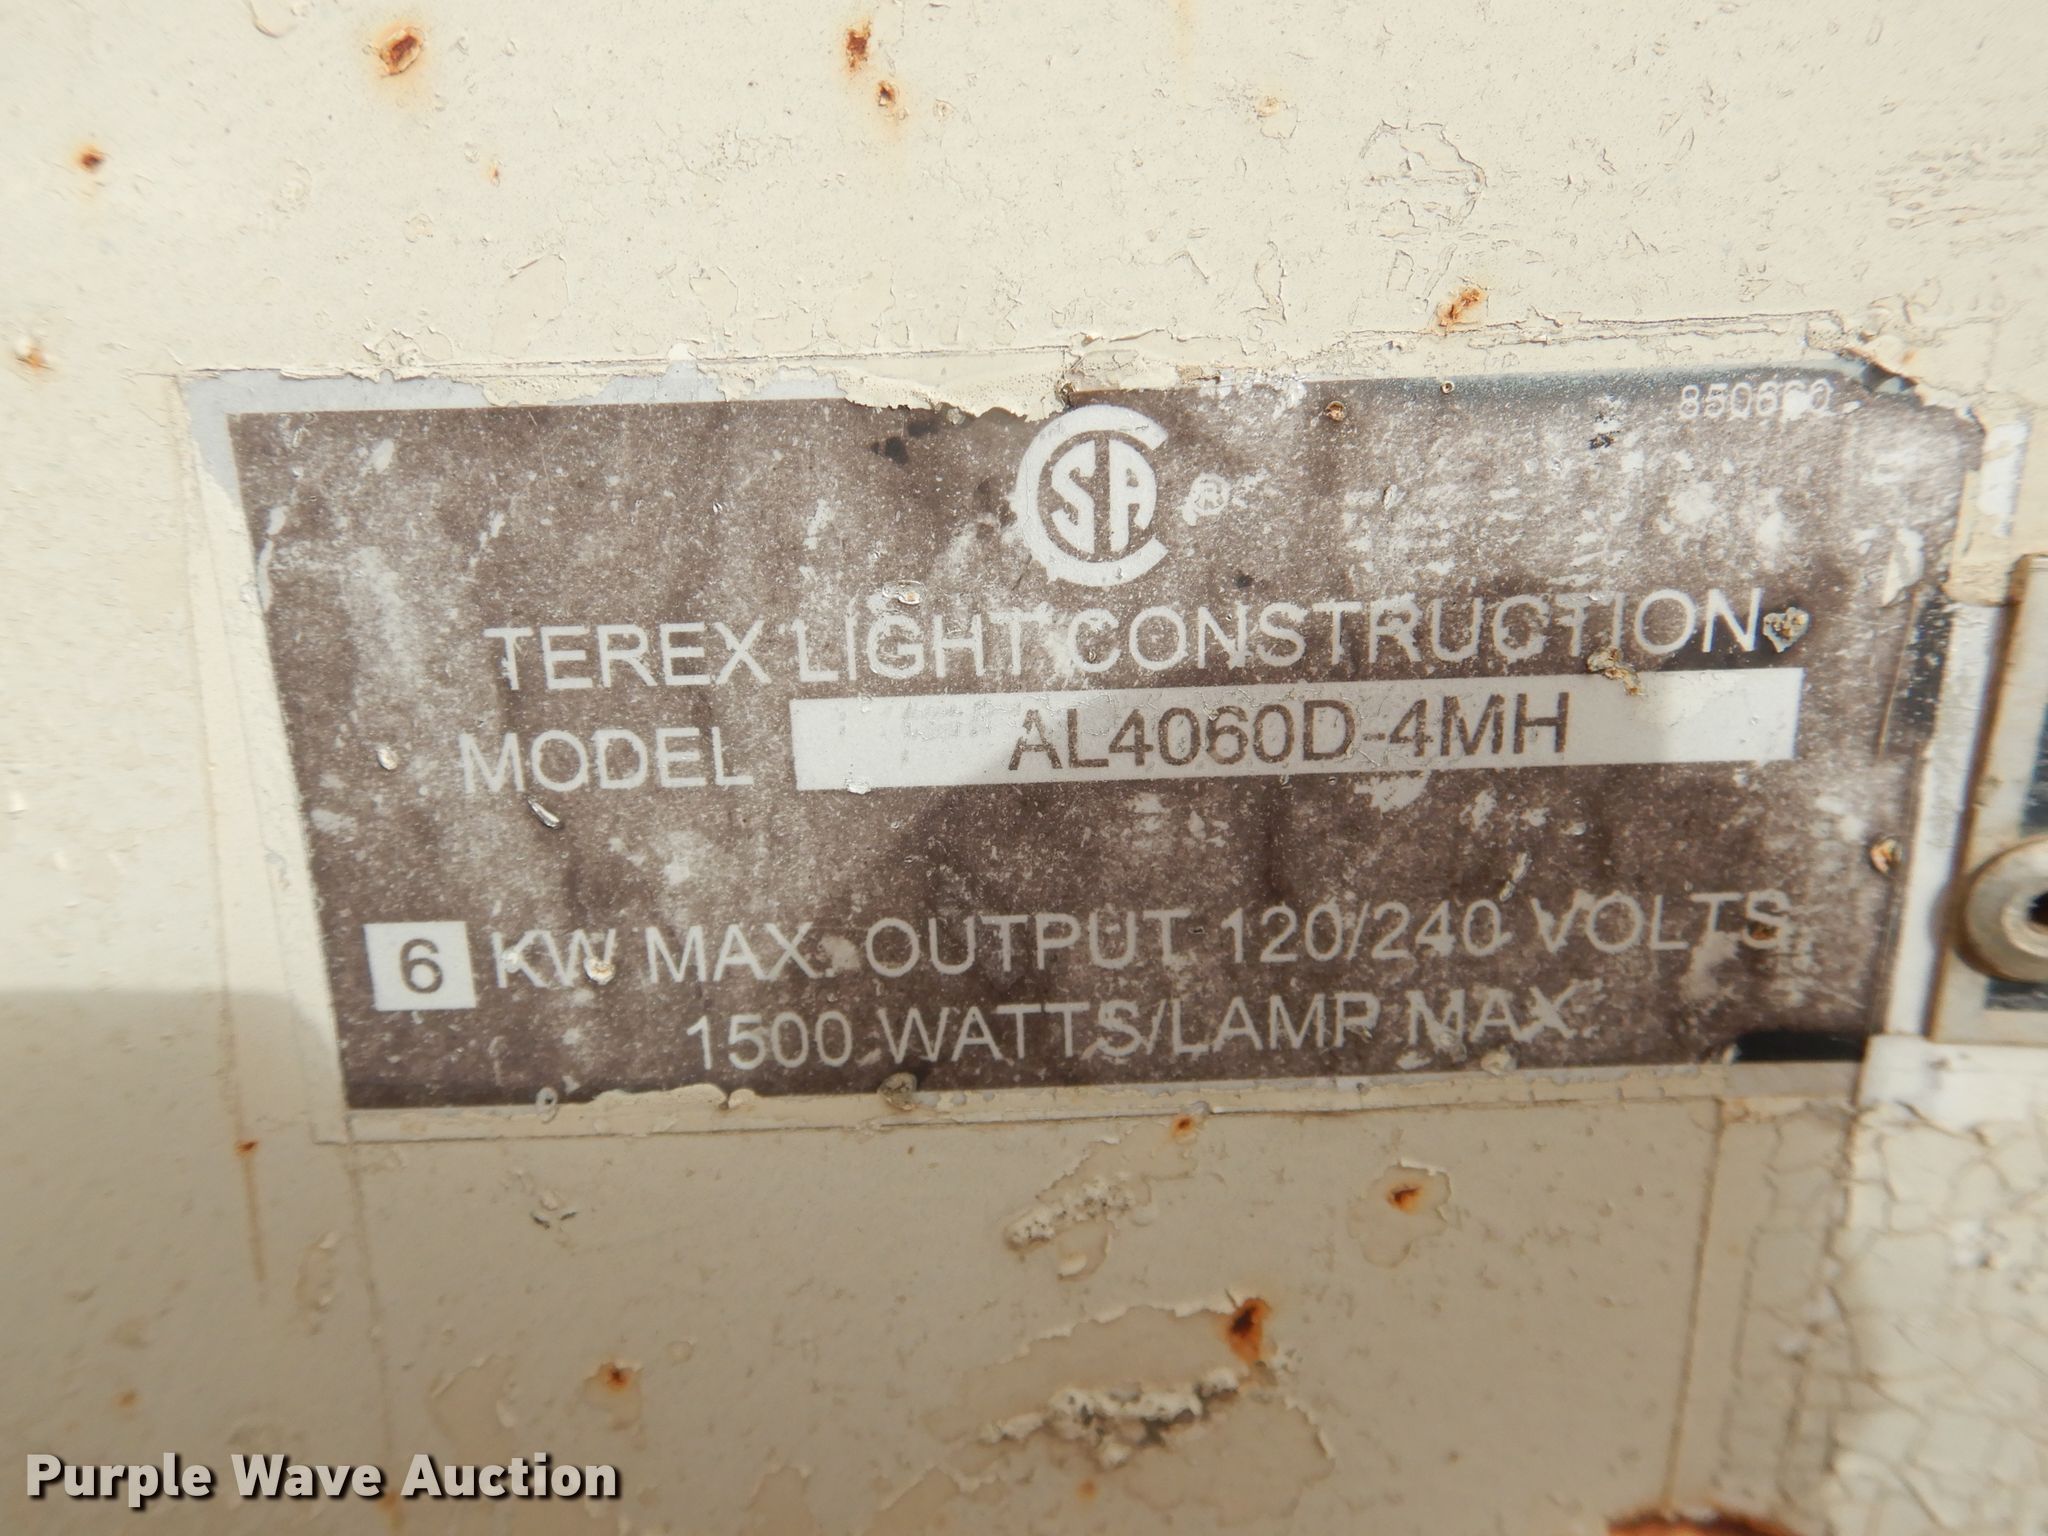 850660
CSA ®
TEREX LIGHT CONSTRUCTION
MODEL AL4060D-4MH
6 KW MAX. OUTPUT 120/240 VOLTS
1500 WATTS/LAMP MAX
Purple Wave Auction